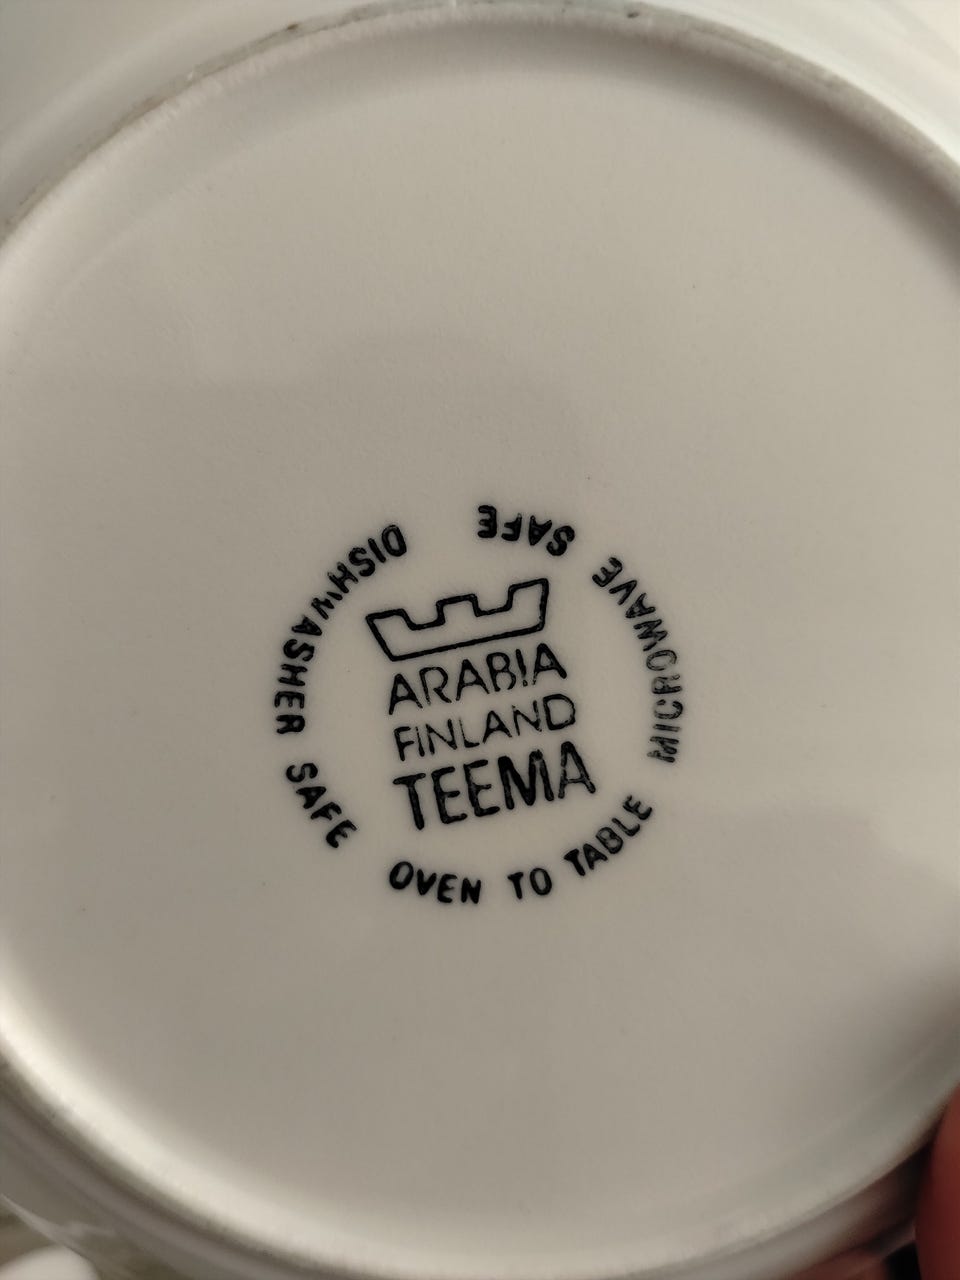 ARABIA
FINLAND
TEEMA
DISHWASHER SAFE
OVEN TO TABLE
MICROWAVE SAFE